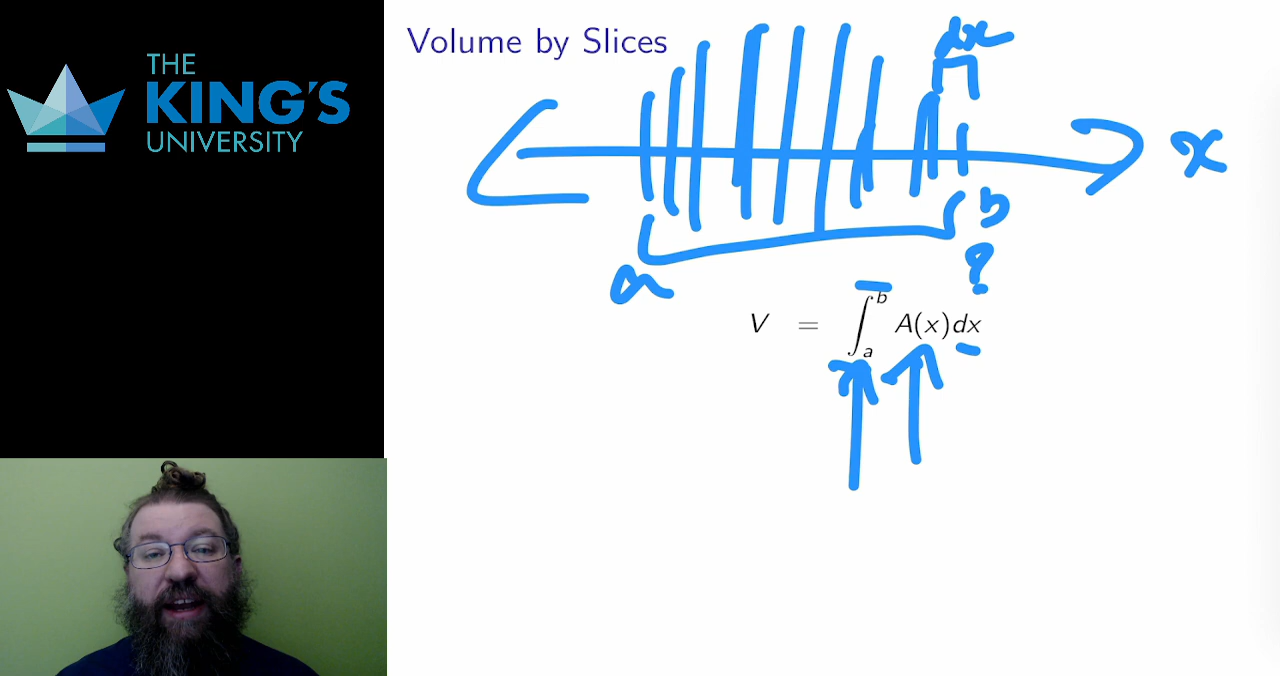 THE
KING'S
UNIVERSITY
Volume by Slices
dx
x
a
b
?
V = ∫_a^b A(x)dx